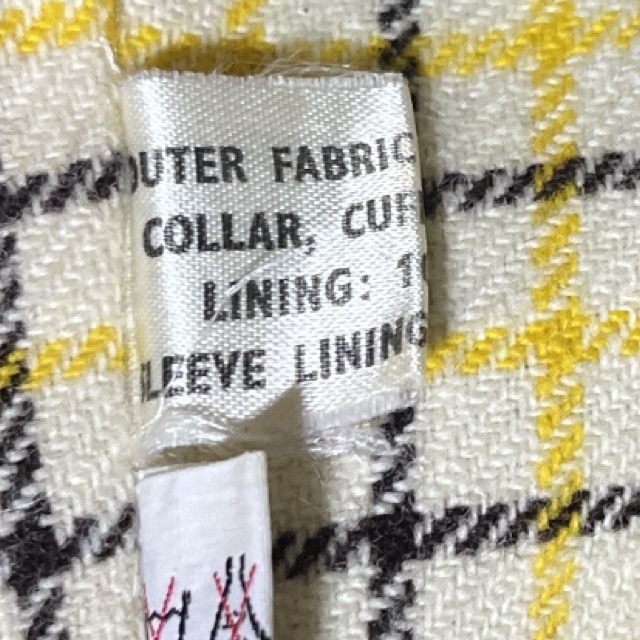 OUTER FABRIC
COLLAR, CUF
LINING: 1
LEEVE LINING